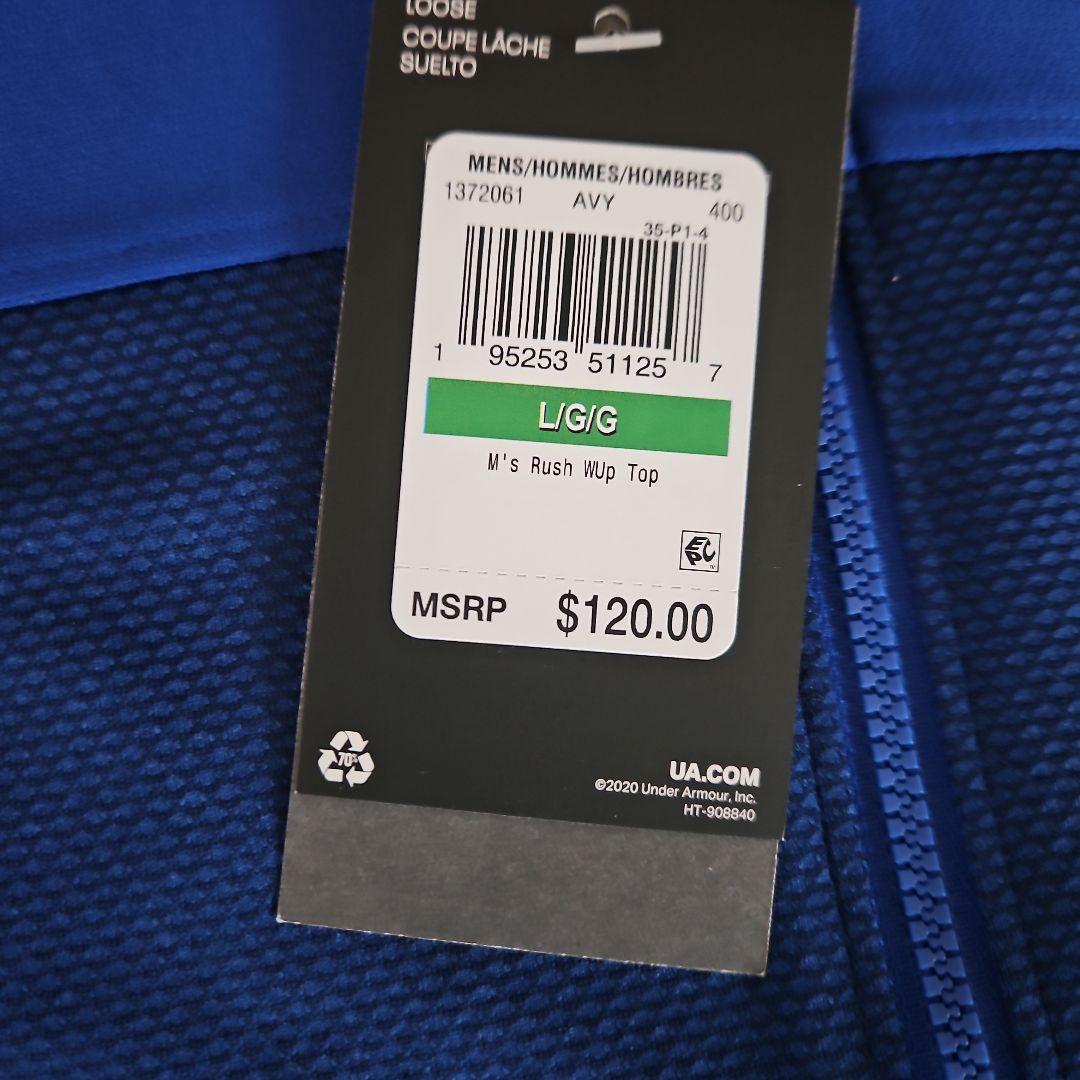 LOOSE
COUPE LÂCHE
SUELTO
MENS/HOMMES/HOMBRES
1372061 AVY 400
35-P1-4
1 95253 51125 7
L/G/G
M's Rush WUp Top
EPC
MSRP $120.00
70%
UA.COM
©2020 Under Armour, Inc.
HT-908840